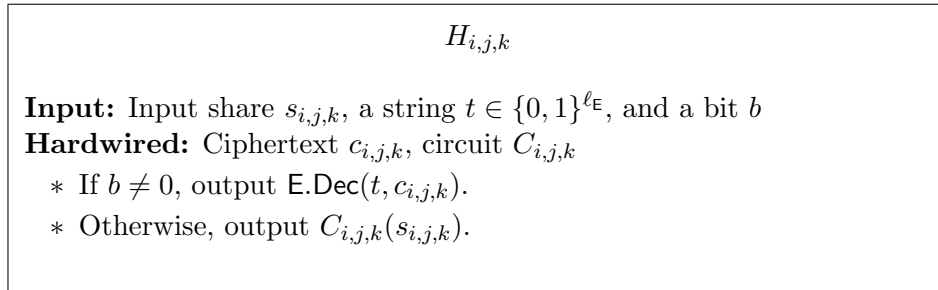 H_{i,j,k}
Input: Input share s_{i,j,k}, a string t ∈ {0, 1}^{ℓ_E}, and a bit b
Hardwired: Ciphertext c_{i,j,k}, circuit C_{i,j,k}
∗ If b ≠ 0, output E.Dec(t, c_{i,j,k}).
∗ Otherwise, output C_{i,j,k}(s_{i,j,k}).